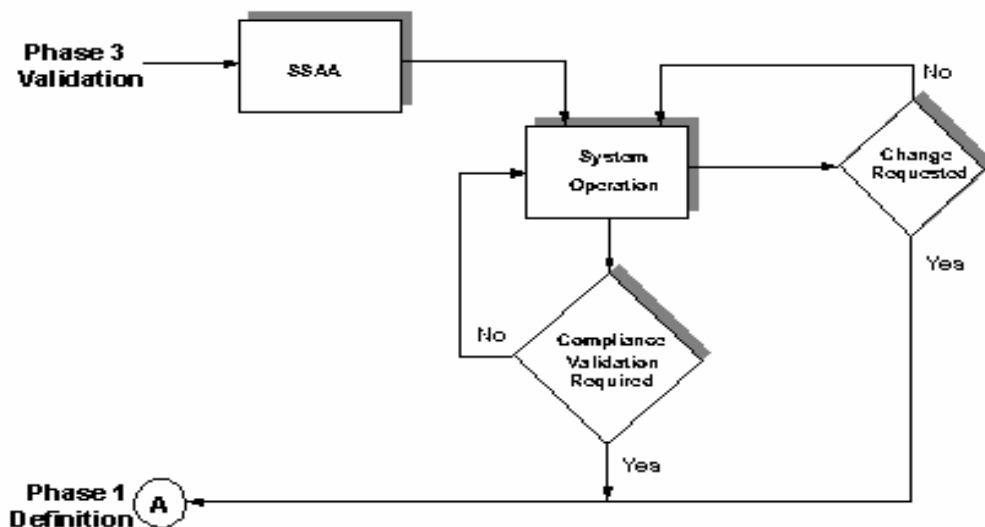 Phase 3
Validation
SSAA
No
System
Operation
Change
Requested
Yes
No
Compliance
Validation
Required
Yes
Phase 1
Definition
A